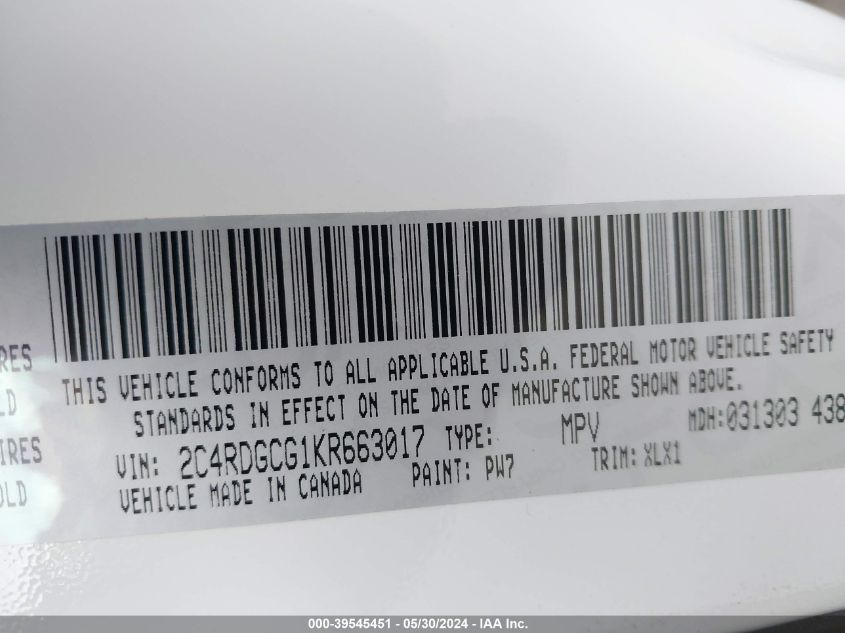 THIS VEHICLE CONFORMS TO ALL APPLICABLE U.S.A. FEDERAL MOTOR VEHICLE SAFETY
STANDARDS IN EFFECT ON THE DATE OF MANUFACTURE SHOWN ABOVE.
VIN: 2C4RDGCG1KR663017 TYPE: MPV MDH:031303 438
VEHICLE MADE IN CANADA PAINT: PW7 TRIM: XLX1
000-39545451 - 05/30/2024 - IAA Inc.